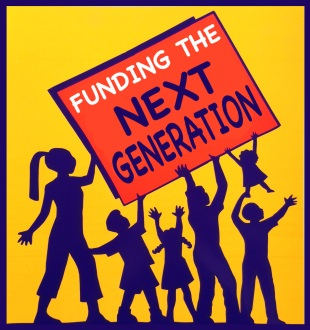 FUNDING THE
NEXT
GENERATION